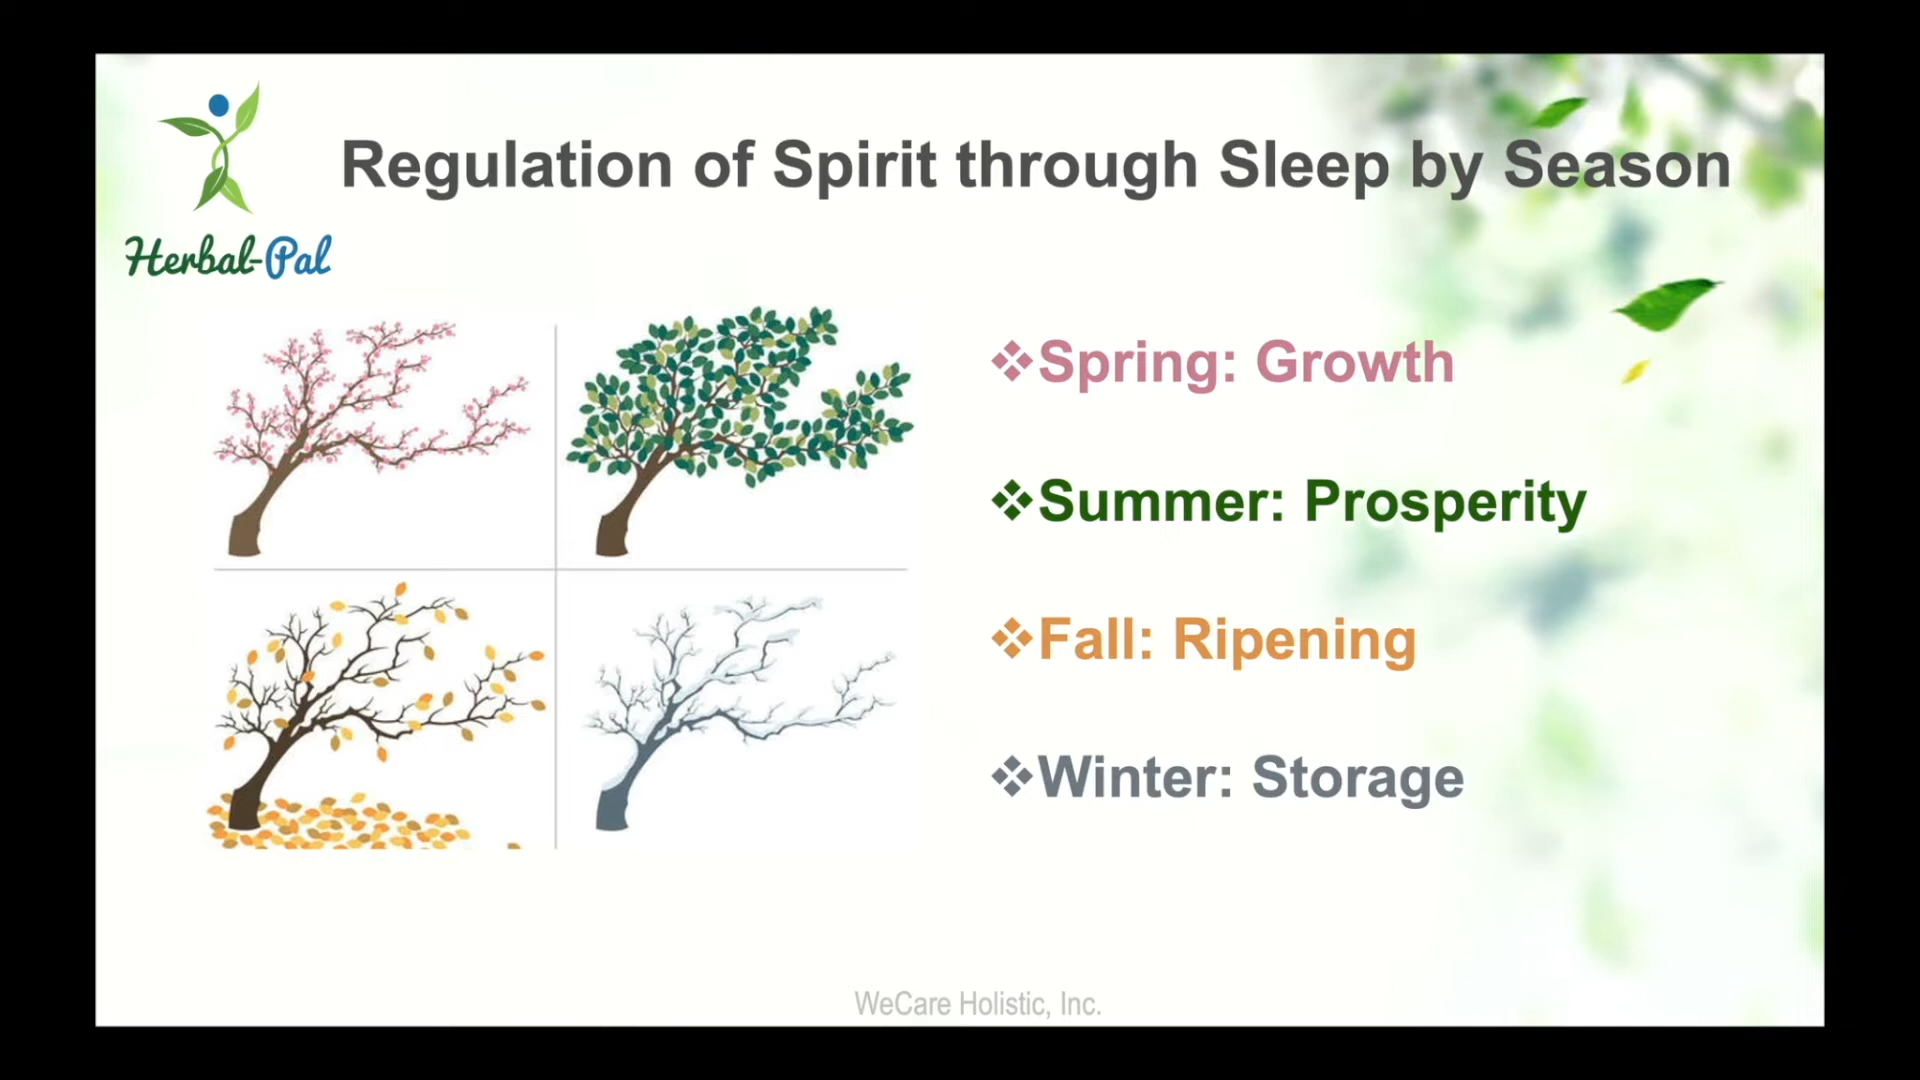 Regulation of Spirit through Sleep by Season
Herbal-Pal
❖Spring: Growth
❖Summer: Prosperity
❖Fall: Ripening
❖Winter: Storage
WeCare Holistic, Inc.